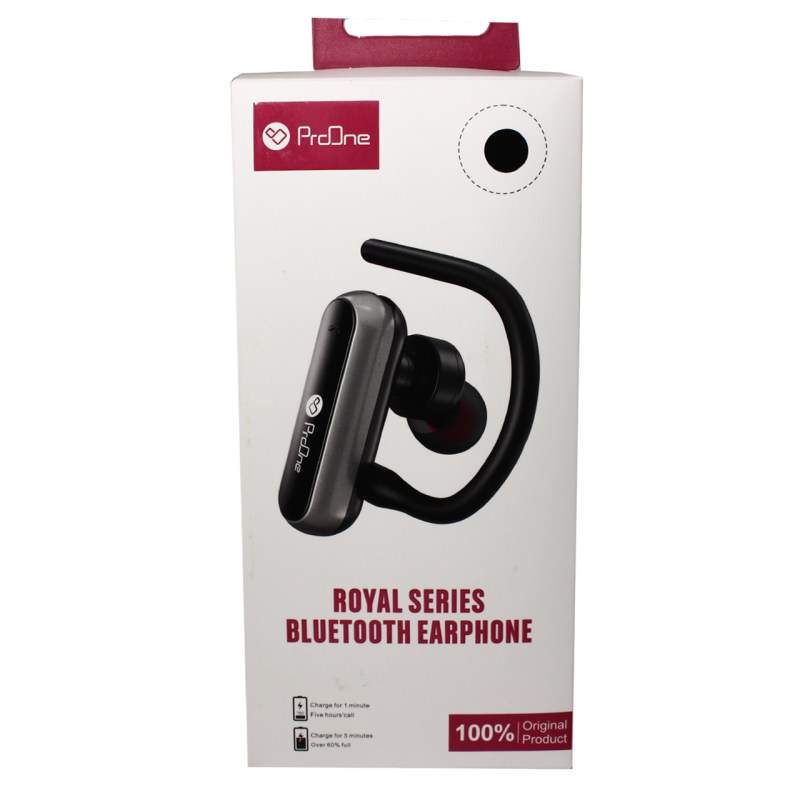 ProOne
ProOne
ROYAL SERIES
BLUETOOTH EARPHONE
Charge for 1 minute
Five hours'call
Charge for 5 minutes
Over 60% full
100%
Original
Product